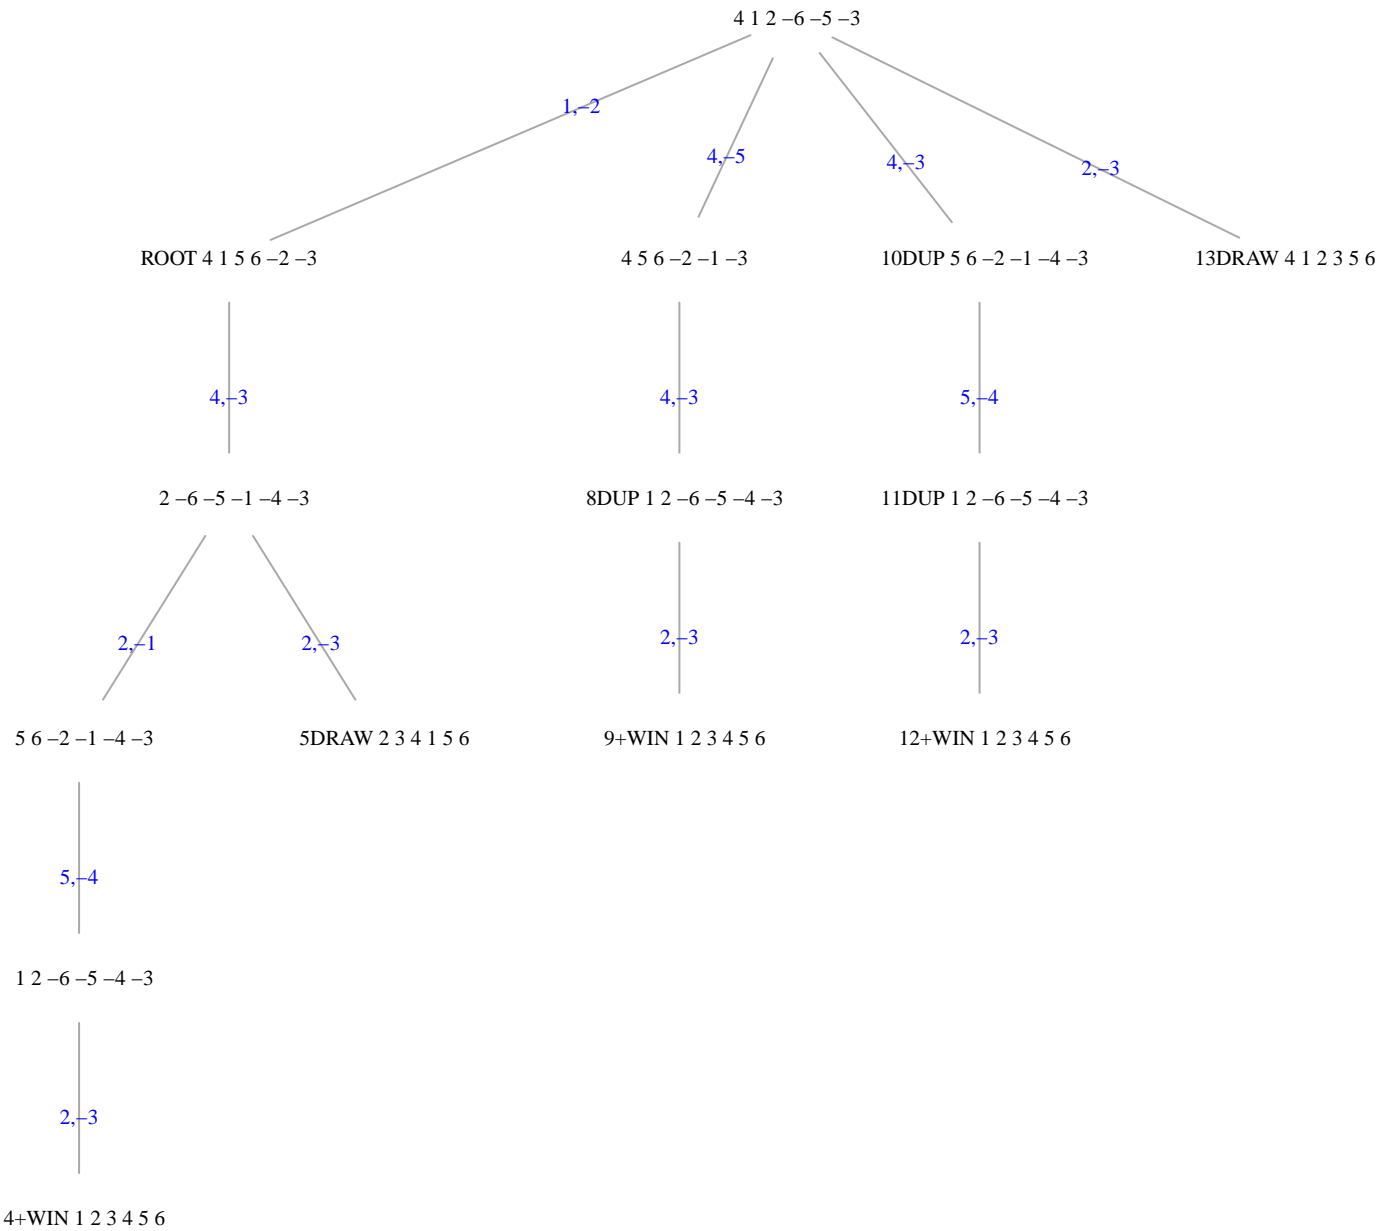 4 1 2 –6 –5 –3
1,–2
4,–5
4,–3
2,–3
ROOT 4 1 5 6 –2 –3
4 5 6 –2 –1 –3
10DUP 5 6 –2 –1 –4 –3
13DRAW 4 1 2 3 5 6
4,–3
4,–3
5,–4
2 –6 –5 –1 –4 –3
8DUP 1 2 –6 –5 –4 –3
11DUP 1 2 –6 –5 –4 –3
2,–1
2,–3
2,–3
2,–3
5 6 –2 –1 –4 –3
5DRAW 2 3 4 1 5 6
9+WIN 1 2 3 4 5 6
12+WIN 1 2 3 4 5 6
5,–4
1 2 –6 –5 –4 –3
2,–3
4+WIN 1 2 3 4 5 6